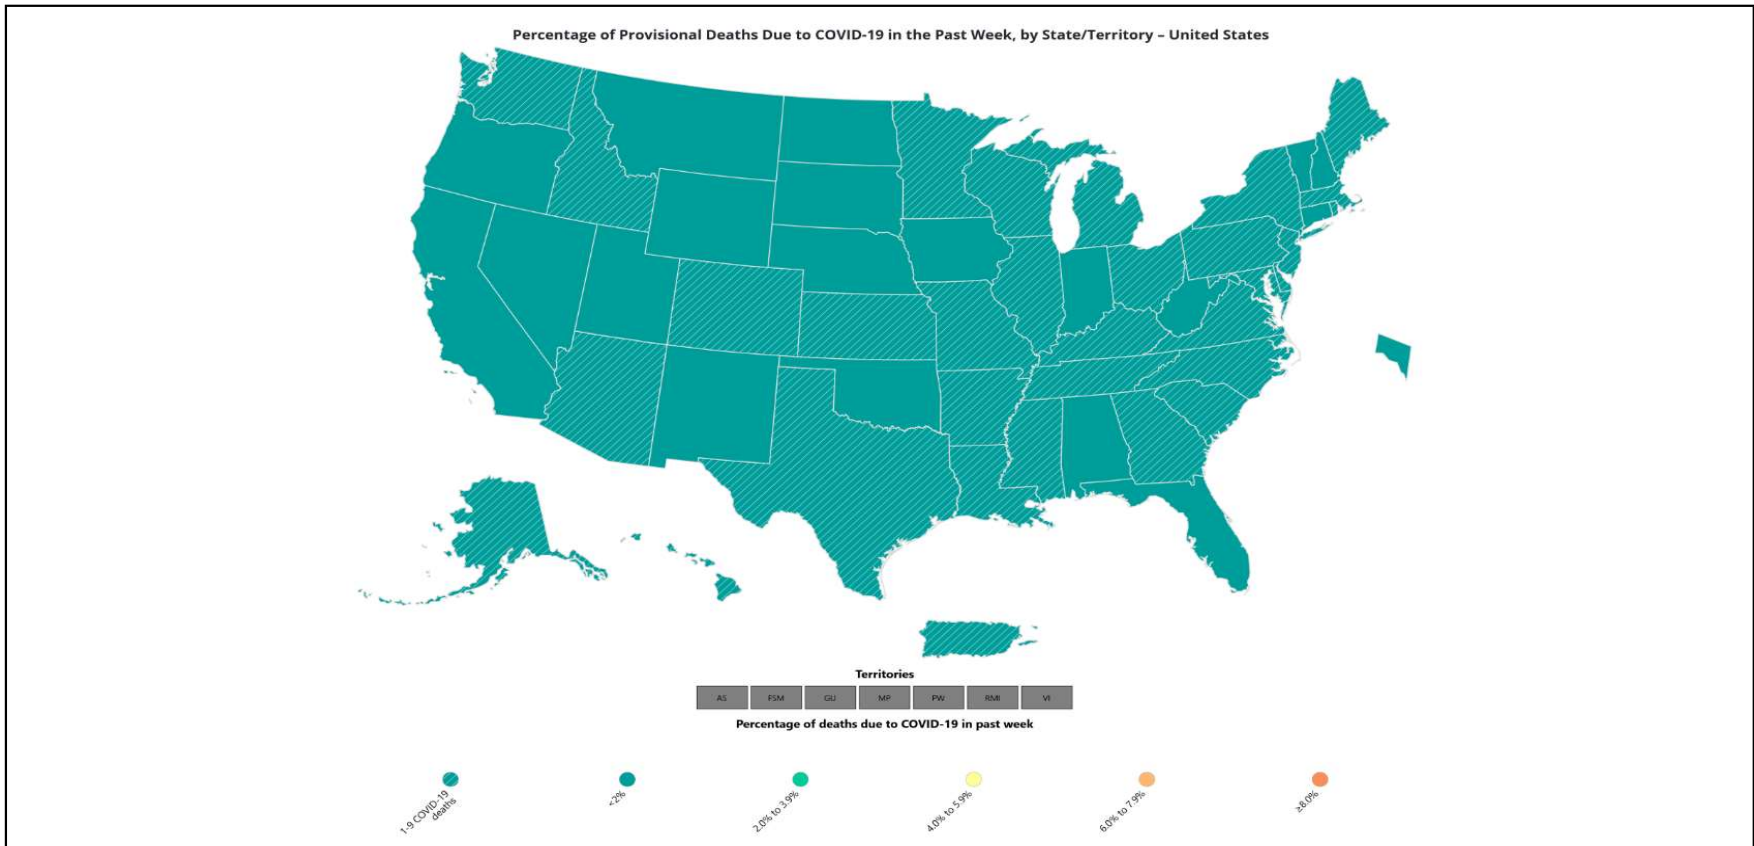 Percentage of Provisional Deaths Due to COVID-19 in the Past Week, by State/Territory – United States
Territories
AS FSM GU MP PW RMI VI
Percentage of deaths due to COVID-19 in past week
1-9 COVID-19
deaths
<2%
2.0% to 3.9%
4.0% to 5.9%
6.0% to 7.9%
≥8.0%